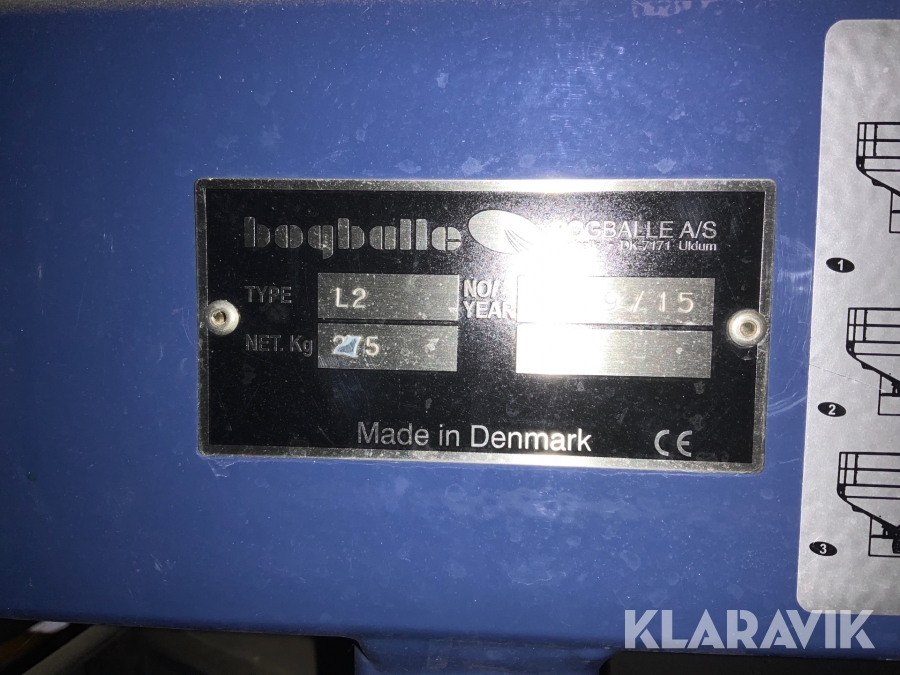 bogballe
BOGBALLE A/S
DK-7171 Uldum
TYPE L2 NO/ 9/15
YEAR
NET. Kg 275
Made in Denmark CE
1
2
3
KLARAVIK